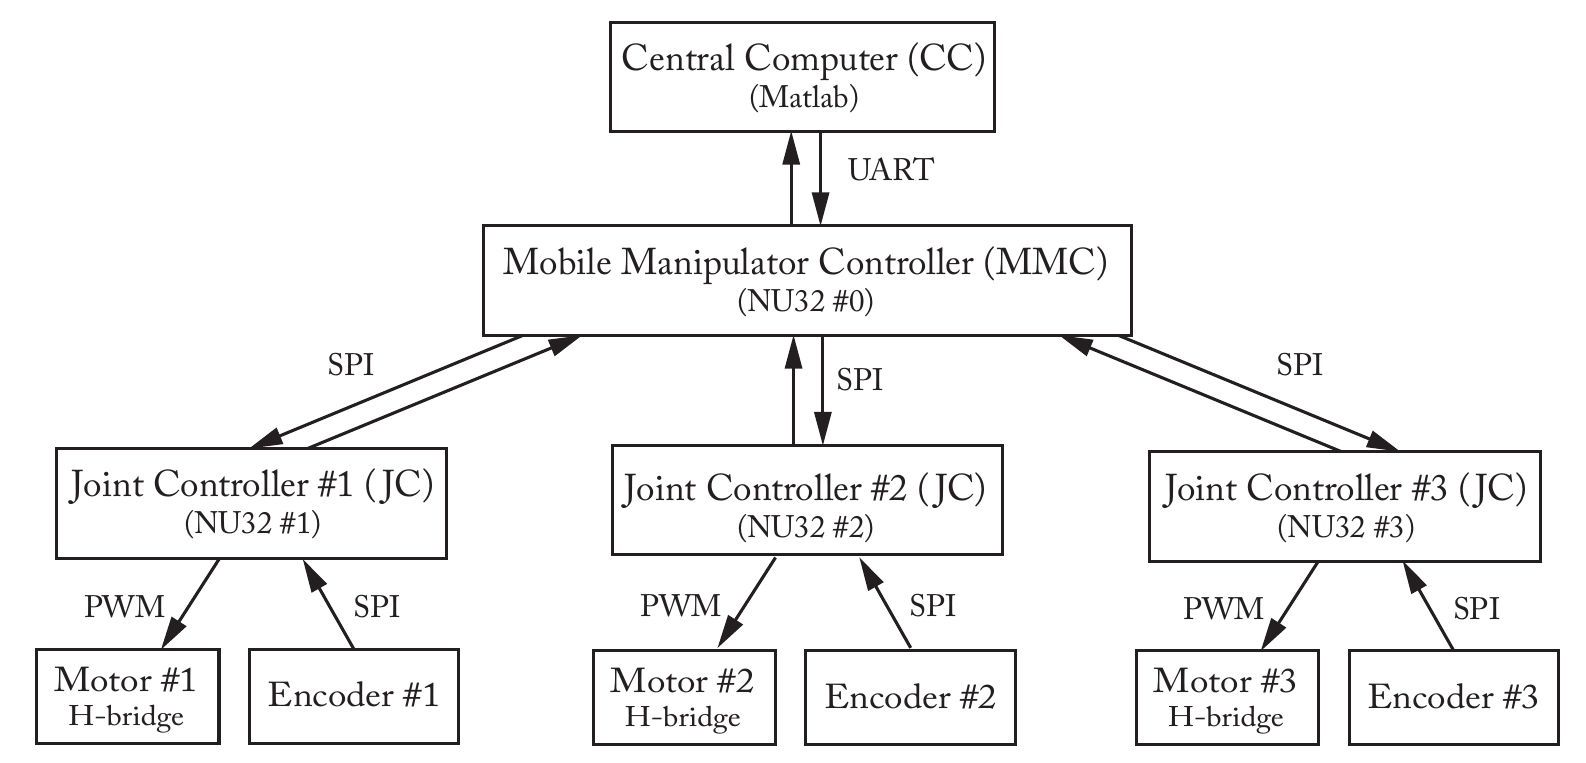 Central Computer (CC)
(Matlab)
UART
Mobile Manipulator Controller (MMC)
(NU32 #0)
SPI
SPI
SPI
Joint Controller #1 (JC)
(NU32 #1)
Joint Controller #2 (JC)
(NU32 #2)
Joint Controller #3 (JC)
(NU32 #3)
PWM
SPI
PWM
SPI
PWM
SPI
Motor #1
H-bridge
Encoder #1
Motor #2
H-bridge
Encoder #2
Motor #3
H-bridge
Encoder #3